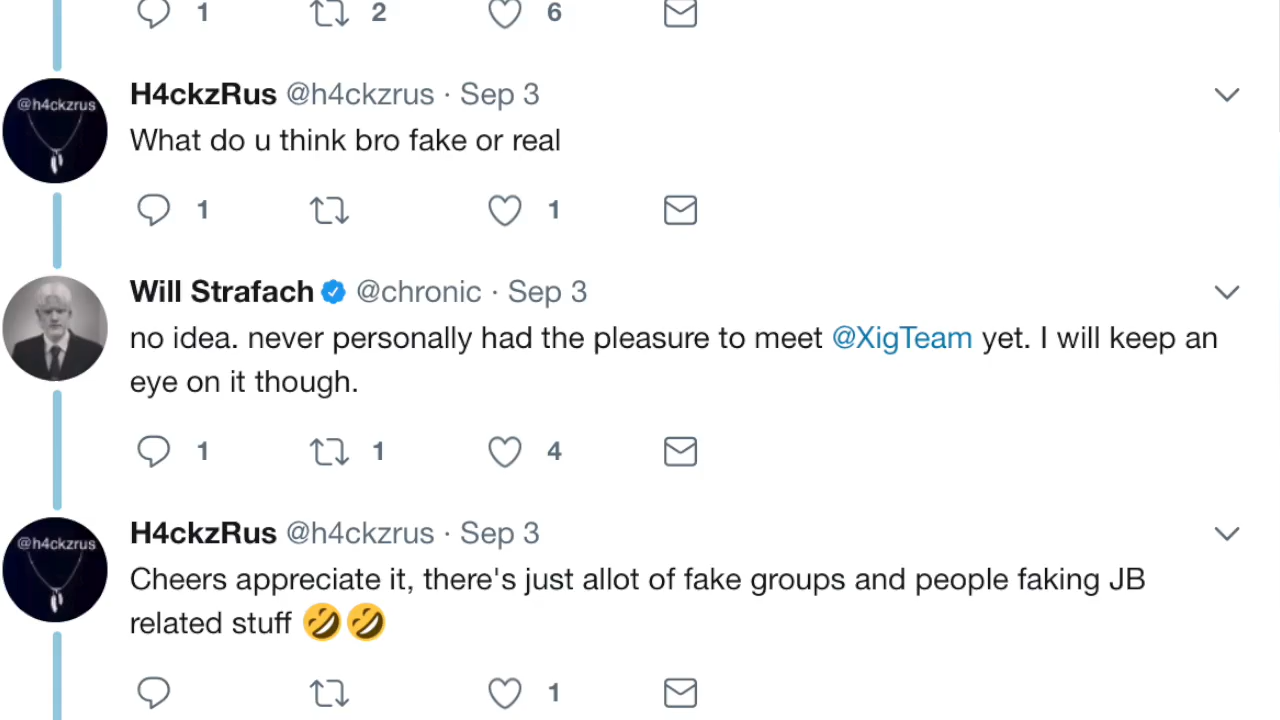 1 2 6
@h4ckzrus
H4ckzRus @h4ckzrus · Sep 3
What do u think bro fake or real
1 1
Will Strafach @chronic · Sep 3
no idea. never personally had the pleasure to meet @XigTeam yet. I will keep an
eye on it though.
1 1 4
@h4ckzrus
H4ckzRus @h4ckzrus · Sep 3
Cheers appreciate it, there's just allot of fake groups and people faking JB
related stuff 🤣🤣
1